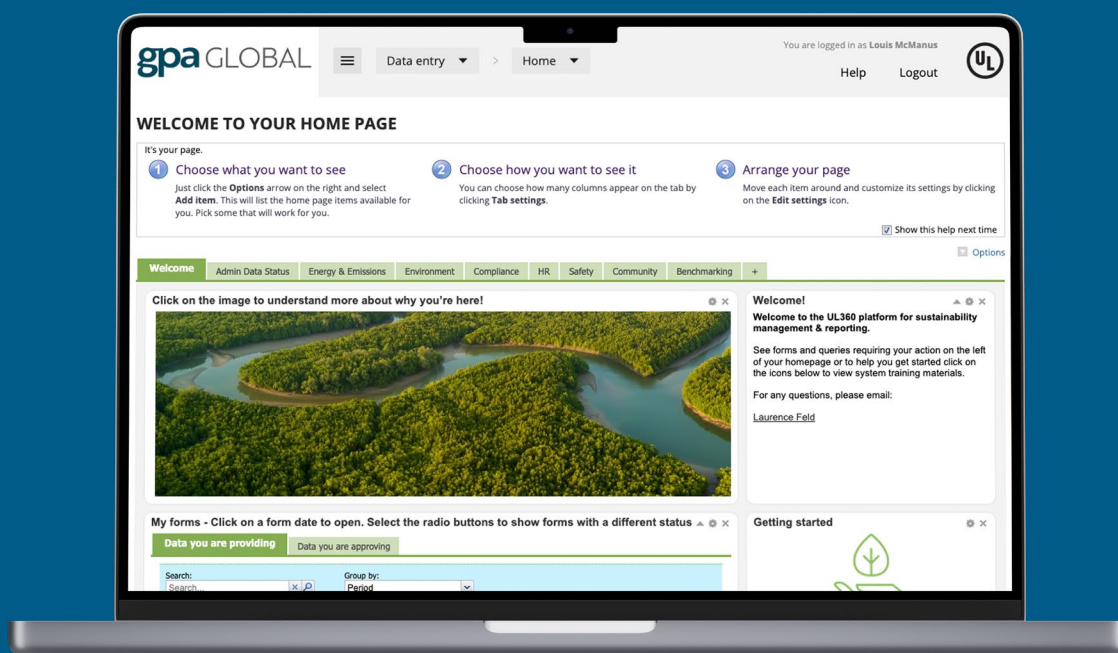 gpa GLOBAL
Data entry > Home
You are logged in as Louis McManus
Help Logout
UL
WELCOME TO YOUR HOME PAGE
It's your page.
1 Choose what you want to see
Just click the Options arrow on the right and select
Add item. This will list the home page items available for
you. Pick some that will work for you.
2 Choose how you want to see it
You can choose how many columns appear on the tab by
clicking Tab settings.
3 Arrange your page
Move each item around and customize its settings by clicking
on the Edit settings icon.
Show this help next time
Options
Welcome Admin Data Status Energy & Emissions Environment Compliance HR Safety Community Benchmarking +
Click on the image to understand more about why you're here!
Welcome!
Welcome to the UL360 platform for sustainability
management & reporting.
See forms and queries requiring your action on the left
of your homepage or to help you get started click on
the icons below to view system training materials.
For any questions, please email:
Laurence Feld
My forms - Click on a form date to open. Select the radio buttons to show forms with a different status
Data you are providing Data you are approving
Search: Group by:
Search... Period
Getting started